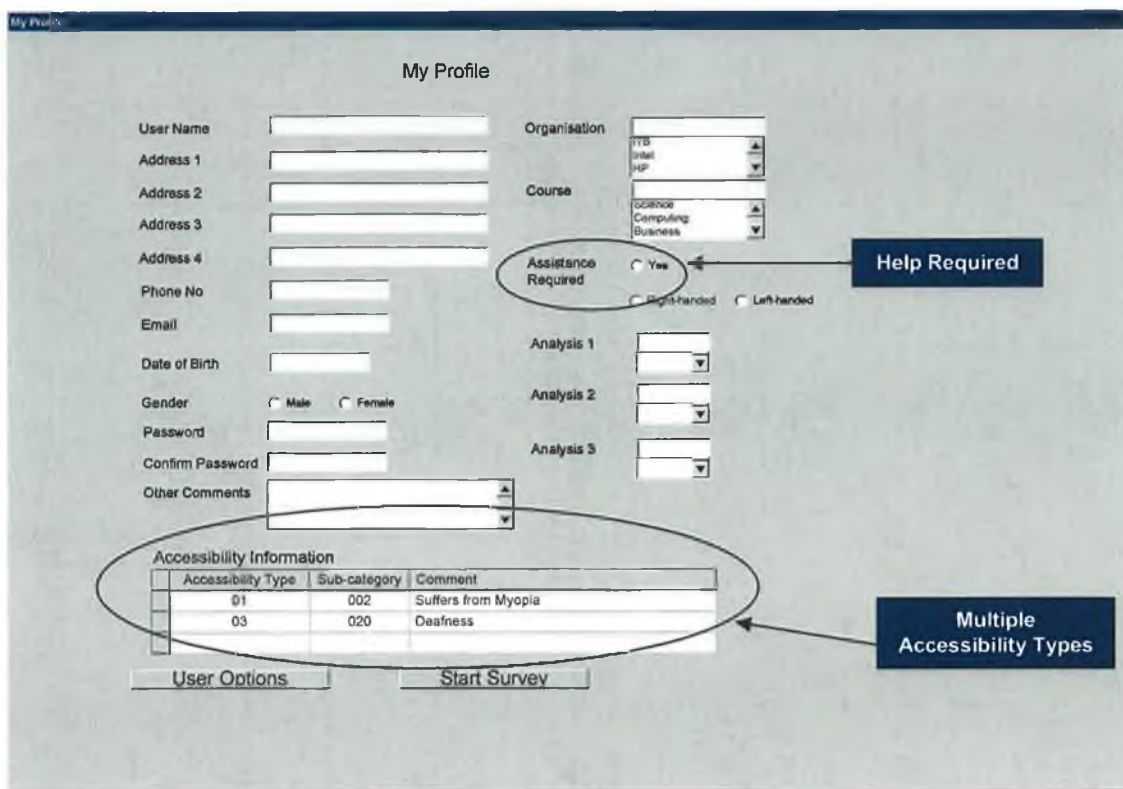 My Profile
My Profile
User Name
Address 1
Address 2
Address 3
Address 4
Phone No
Email
Date of Birth
Gender
Male Female
Password
Confirm Password
Other Comments
Organisation
ITB
Intel
HP
Course
Science
Computing
Business
Assistance
Required
Yes
Right-handed Left-handed
Analysis 1
Analysis 2
Analysis 3
Help Required
Accessibility Information
Accessibility Type Sub-category Comment
01 002 Suffers from Myopia
03 020 Deafness
Multiple
Accessibility Types
User Options Start Survey